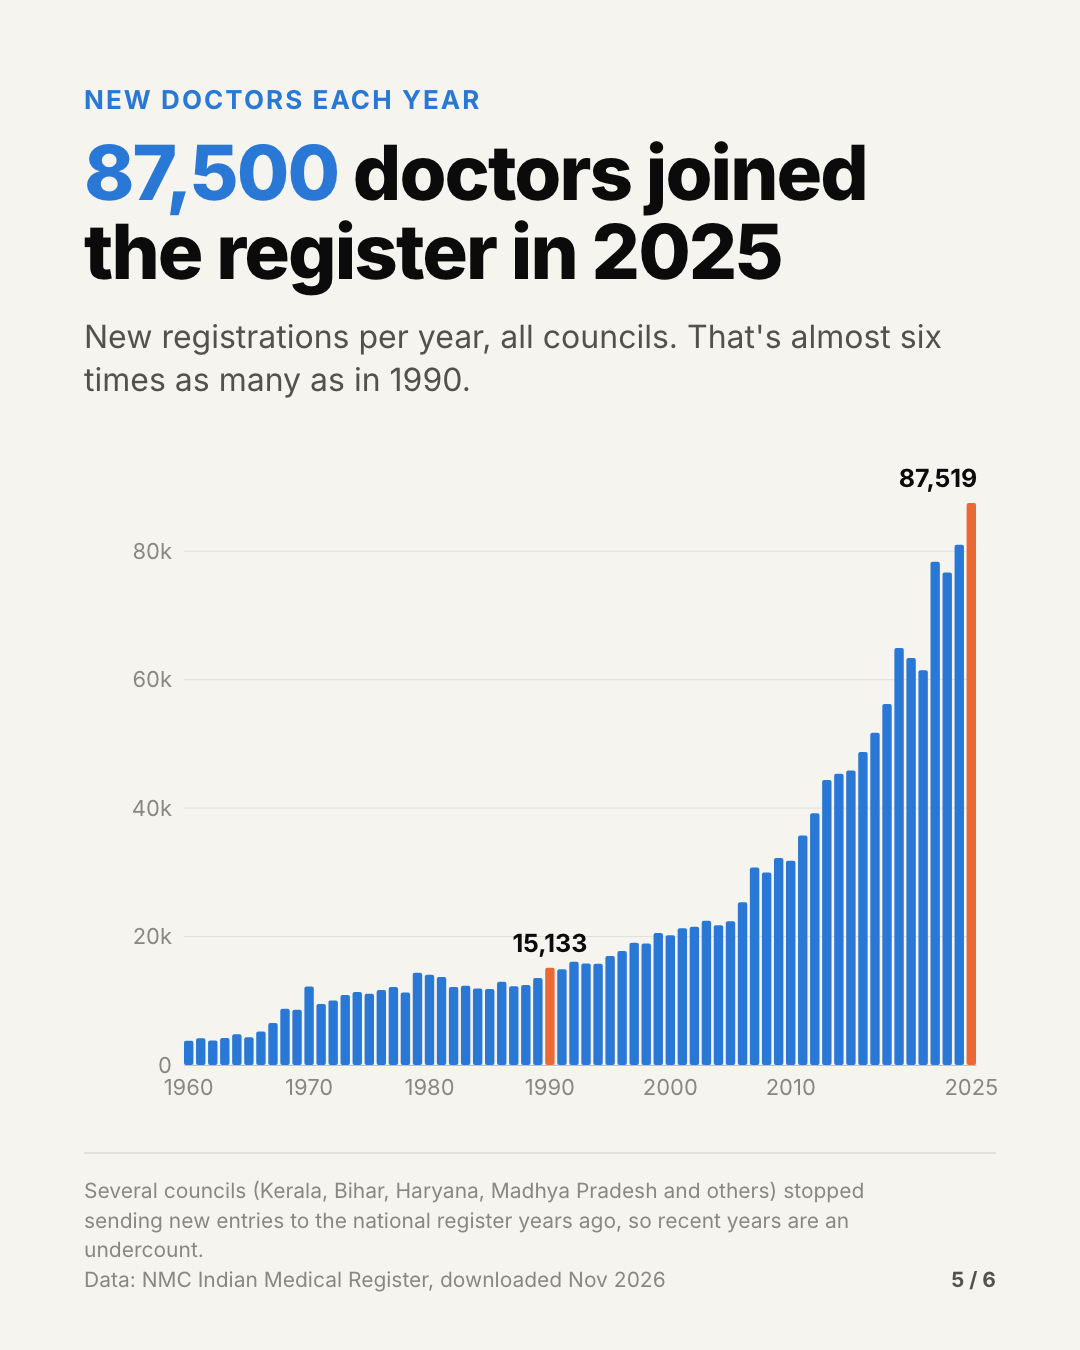 NEW DOCTORS EACH YEAR
87,500 doctors joined
the register in 2025
New registrations per year, all councils. That's almost six
times as many as in 1990.
87,519
80k
60k
40k
20k
15,133
0
1960 1970 1980 1990 2000 2010 2025
Several councils (Kerala, Bihar, Haryana, Madhya Pradesh and others) stopped
sending new entries to the national register years ago, so recent years are an
undercount.
Data: NMC Indian Medical Register, downloaded Nov 2026
5 / 6